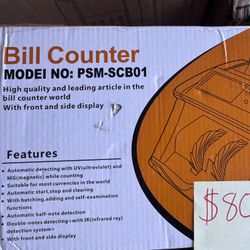 Bill Counter
MODEl NO: PSM-SCB01
High quality and leading article in the
bill counter world
With front and side display
Features
Automatic detecting with UV(ultraviolet) and
MG(magnetic) while counting
Suitable for most currencies in the world
Automatic start,stop and clearing
With batching,adding and self-examination
functions
Automatic half-note detection
Double-notes detecting <with IR(Infrared ray)
detection system>
With front and side display
$80